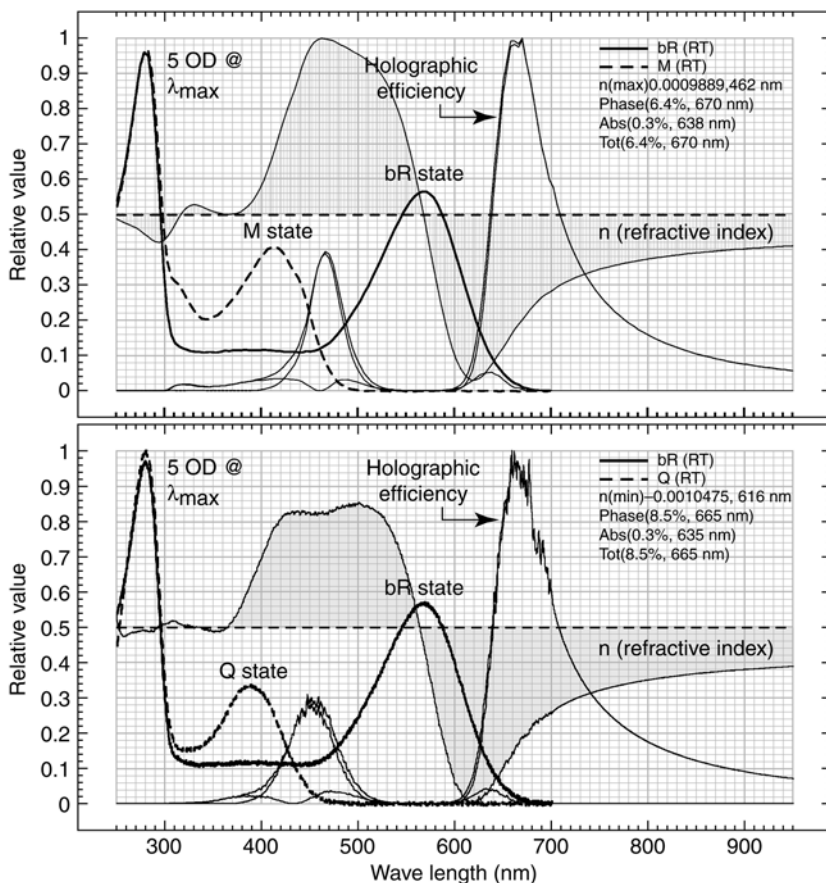 Relative value
1
0.9
0.8
0.7
0.6
0.5
0.4
0.3
0.2
0.1
0
5 OD @
λmax
Holographic
efficiency
bR (RT)
M (RT)
n(max)0.0009889,462 nm
Phase(6.4%, 670 nm)
Abs(0.3%, 638 nm)
Tot(6.4%, 670 nm)
bR state
M state
n (refractive index)
Relative value
1
0.9
0.8
0.7
0.6
0.5
0.4
0.3
0.2
0.1
0
5 OD @
λmax
Holographic
efficiency
bR (RT)
Q (RT)
n(min)–0.0010475, 616 nm
Phase(8.5%, 665 nm)
Abs(0.3%, 635 nm)
Tot(8.5%, 665 nm)
bR state
Q state
n (refractive index)
300 400 500 600 700 800 900
Wave length (nm)